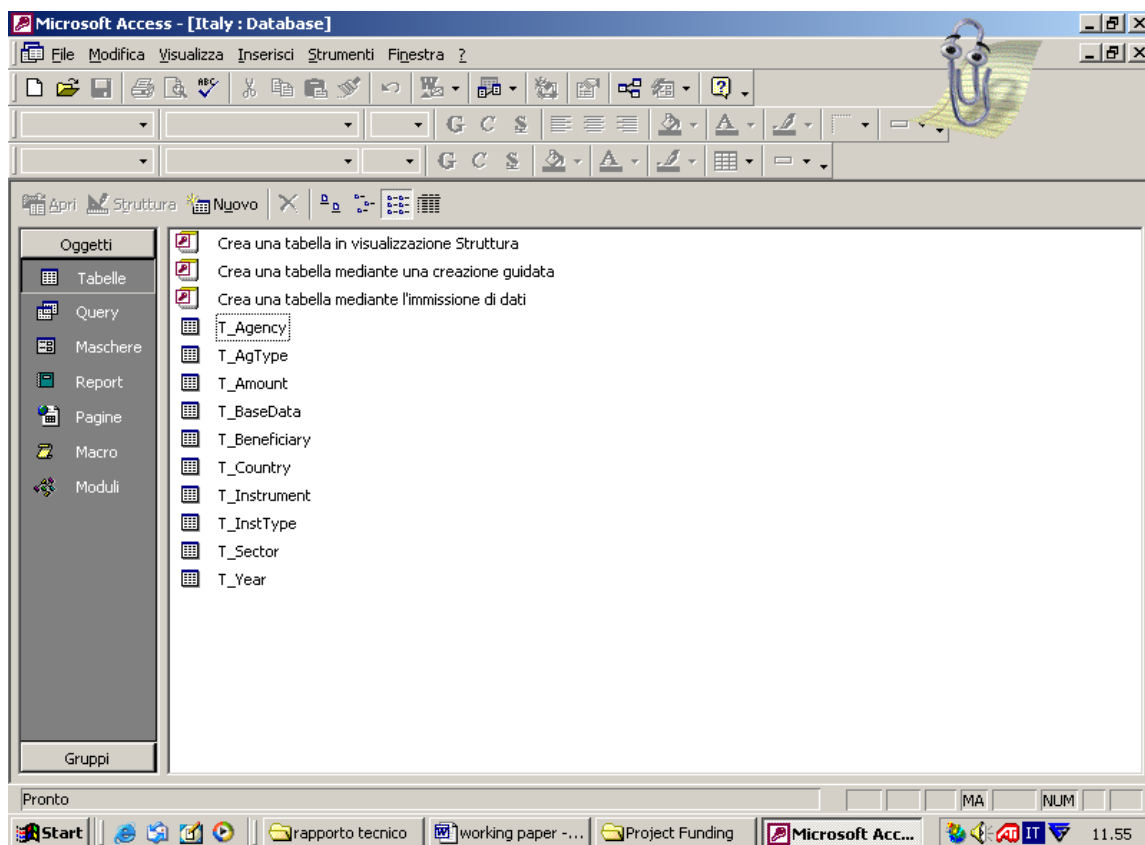 Microsoft Access - [Italy : Database]
File Modifica Visualizza Inserisci Strumenti Finestra ?
ABC
G C S
G C S
Apri Struttura Nuovo
Oggetti
Tabelle
Query
Maschere
Report
Pagine
Macro
Moduli
Gruppi
Crea una tabella in visualizzazione Struttura
Crea una tabella mediante una creazione guidata
Crea una tabella mediante l'immissione di dati
T_Agency
T_AgType
T_Amount
T_BaseData
T_Beneficiary
T_Country
T_Instrument
T_InstType
T_Sector
T_Year
Pronto
MA NUM
Start rapporto tecnico working paper -... Project Funding Microsoft Acc... IT 11.55